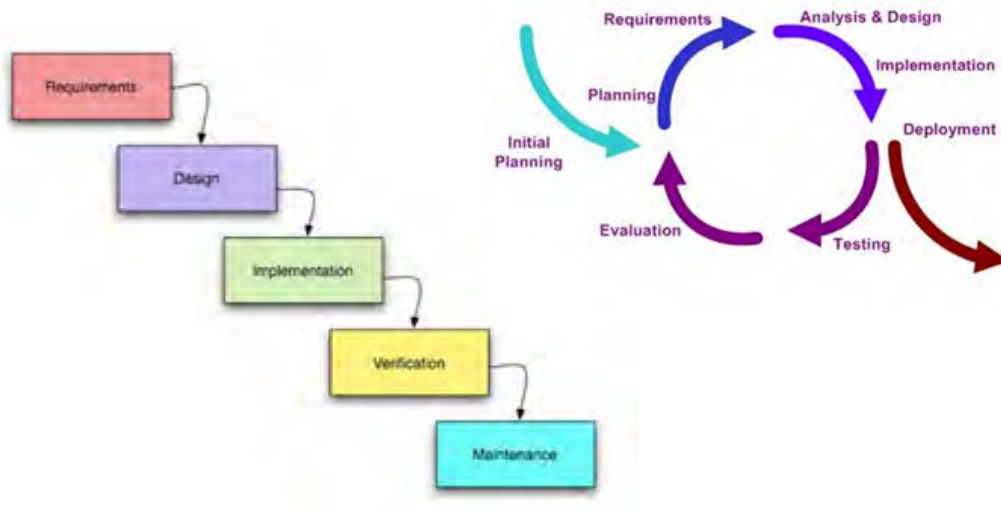 Requirements
Design
Implementation
Verification
Maintenance
Requirements
Analysis & Design
Implementation
Planning
Deployment
Initial
Planning
Evaluation
Testing